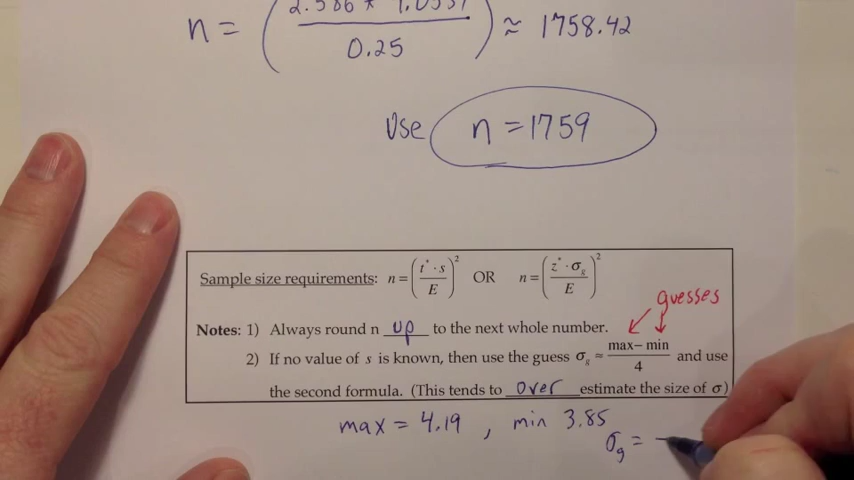 n = ( / 0.25 ) ≈ 1758.42
Use n = 1759
Sample size requirements: n = (t* · s / E)² OR n = (z* · σg / E)²
guesses
Notes: 1) Always round n up to the next whole number.
2) If no value of s is known, then use the guess σg ≈ max – min / 4 and use
the second formula. (This tends to over estimate the size of σ)
max = 4.19 , min 3.85
σg =